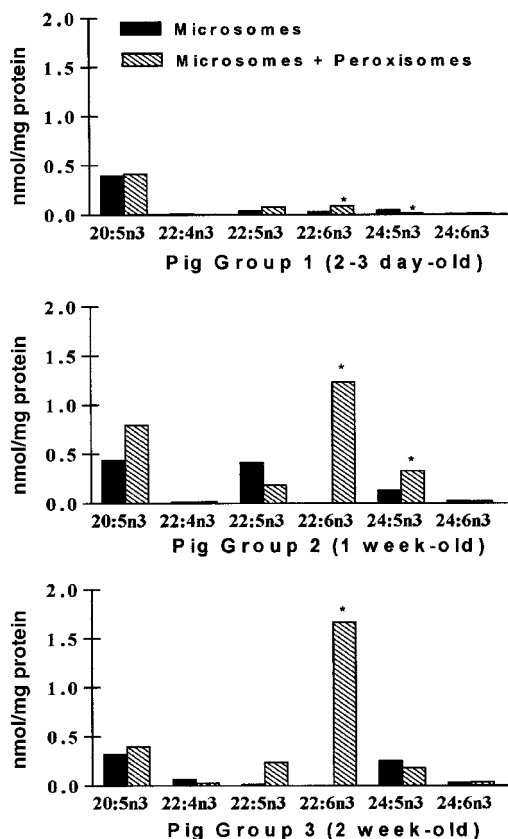 2.0
Microsomes
Microsomes + Peroxisomes
1.5
1.0
0.5
*
*
0.0
nmol/mg protein
20:5n3 22:4n3 22:5n3 22:6n3 24:5n3 24:6n3
Pig Group 1 (2-3 day-old)
2.0
1.5
*
1.0
0.5
*
0.0
nmol/mg protein
20:5n3 22:4n3 22:5n3 22:6n3 24:5n3 24:6n3
Pig Group 2 (1 week-old)
2.0
*
1.5
1.0
0.5
0.0
nmol/mg protein
20:5n3 22:4n3 22:5n3 22:6n3 24:5n3 24:6n3
Pig Group 3 (2 week-old)